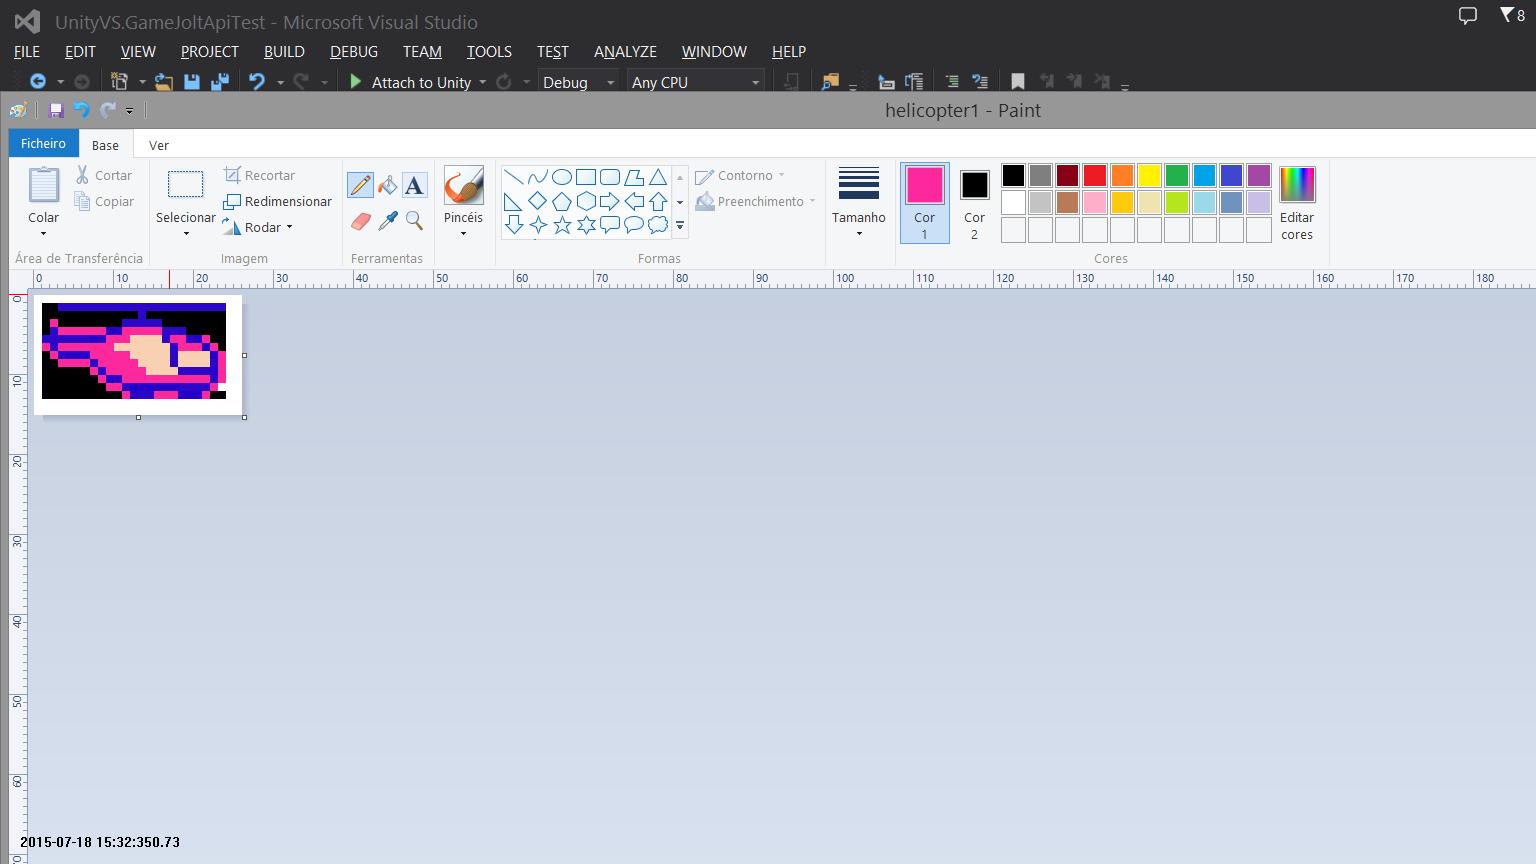 UnityVS.GameJoltApiTest - Microsoft Visual Studio
8
FILE EDIT VIEW PROJECT BUILD DEBUG TEAM TOOLS TEST ANALYZE WINDOW HELP
Attach to Unity Debug Any CPU
helicopter1 - Paint
Ficheiro Base Ver
Colar
Cortar
Copiar
Área de Transferência
Selecionar
Recortar
Redimensionar
Rodar
Imagem
A
Ferramentas
Pincéis
Contorno
Preenchimento
Formas
Tamanho
Cor
1
Cor
2
Editar
cores
Cores
0 10 20 30 40 50 60 70 80 90 100 110 120 130 140 150 160 170 180
0
10
20
30
40
50
60
70
2015-07-18 15:32:350.73